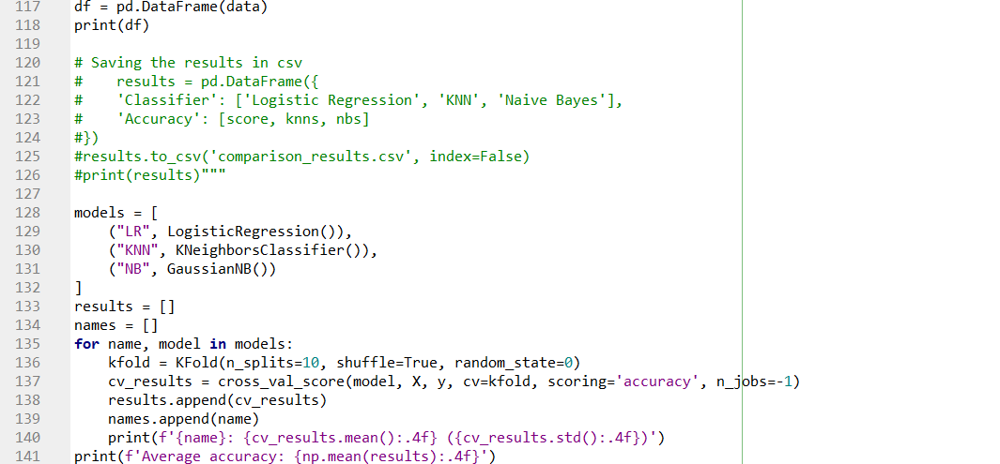 117 df = pd.DataFrame(data)
118 print(df)
119
120 # Saving the results in csv
121 #    results = pd.DataFrame({
122 #    'Classifier': ['Logistic Regression', 'KNN', 'Naive Bayes'],
123 #    'Accuracy': [score, knns, nbs]
124 #})
125 #results.to_csv('comparison_results.csv', index=False)
126 #print(results)"""
127
128 models = [
129     ("LR", LogisticRegression()),
130     ("KNN", KNeighborsClassifier()),
131     ("NB", GaussianNB())
132 ]
133 results = []
134 names = []
135 for name, model in models:
136     kfold = KFold(n_splits=10, shuffle=True, random_state=0)
137     cv_results = cross_val_score(model, X, y, cv=kfold, scoring='accuracy', n_jobs=-1)
138     results.append(cv_results)
139     names.append(name)
140     print(f'{name}: {cv_results.mean():.4f} ({cv_results.std():.4f})')
141 print(f'Average accuracy: {np.mean(results):.4f}')